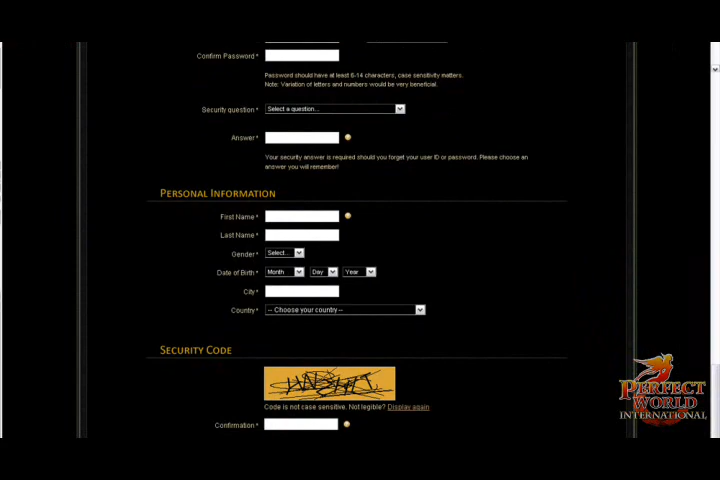 Confirm Password *
Password should have at least 6-14 characters, case sensitivity matters.
Note: Variation of letters and numbers would be very beneficial.
Security question * Select a question...
Answer *
Your security answer is required should you forget your user ID or password. Please choose an
answer you will remember!
PERSONAL INFORMATION
First Name *
Last Name *
Gender * Select...
Date of Birth * Month Day Year
City *
Country * -- Choose your country --
SECURITY CODE
Code is not case sensitive. Not legible? Display again
Confirmation *
PERFECT
WORLD
INTERNATIONAL